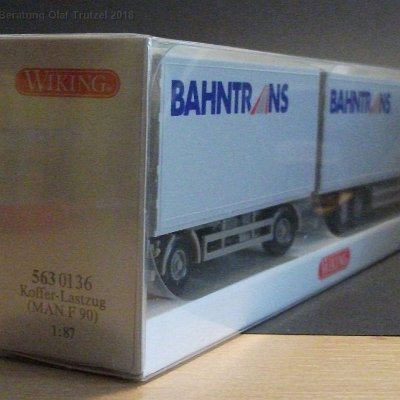 Beratung Olaf Trutzel 2018
WIKING®
BAHNTRANS
BAHNTRANS
563 0136
Koffer-Lastzug
(MAN F 90)
1:87
WIKING